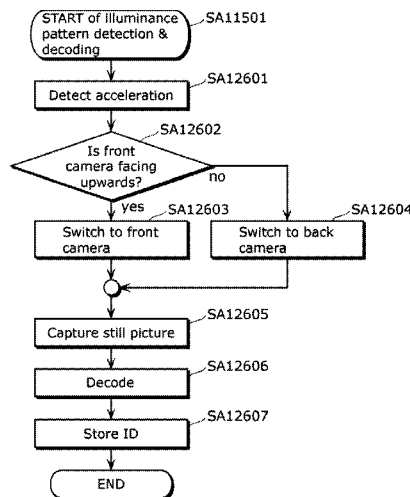 START of illuminance
pattern detection &
decoding
SA11501
SA12601
Detect acceleration
SA12602
Is front
camera facing
upwards?
no
yes
SA12603
SA12604
Switch to front
camera
Switch to back
camera
SA12605
Capture still picture
SA12606
Decode
SA12607
Store ID
END